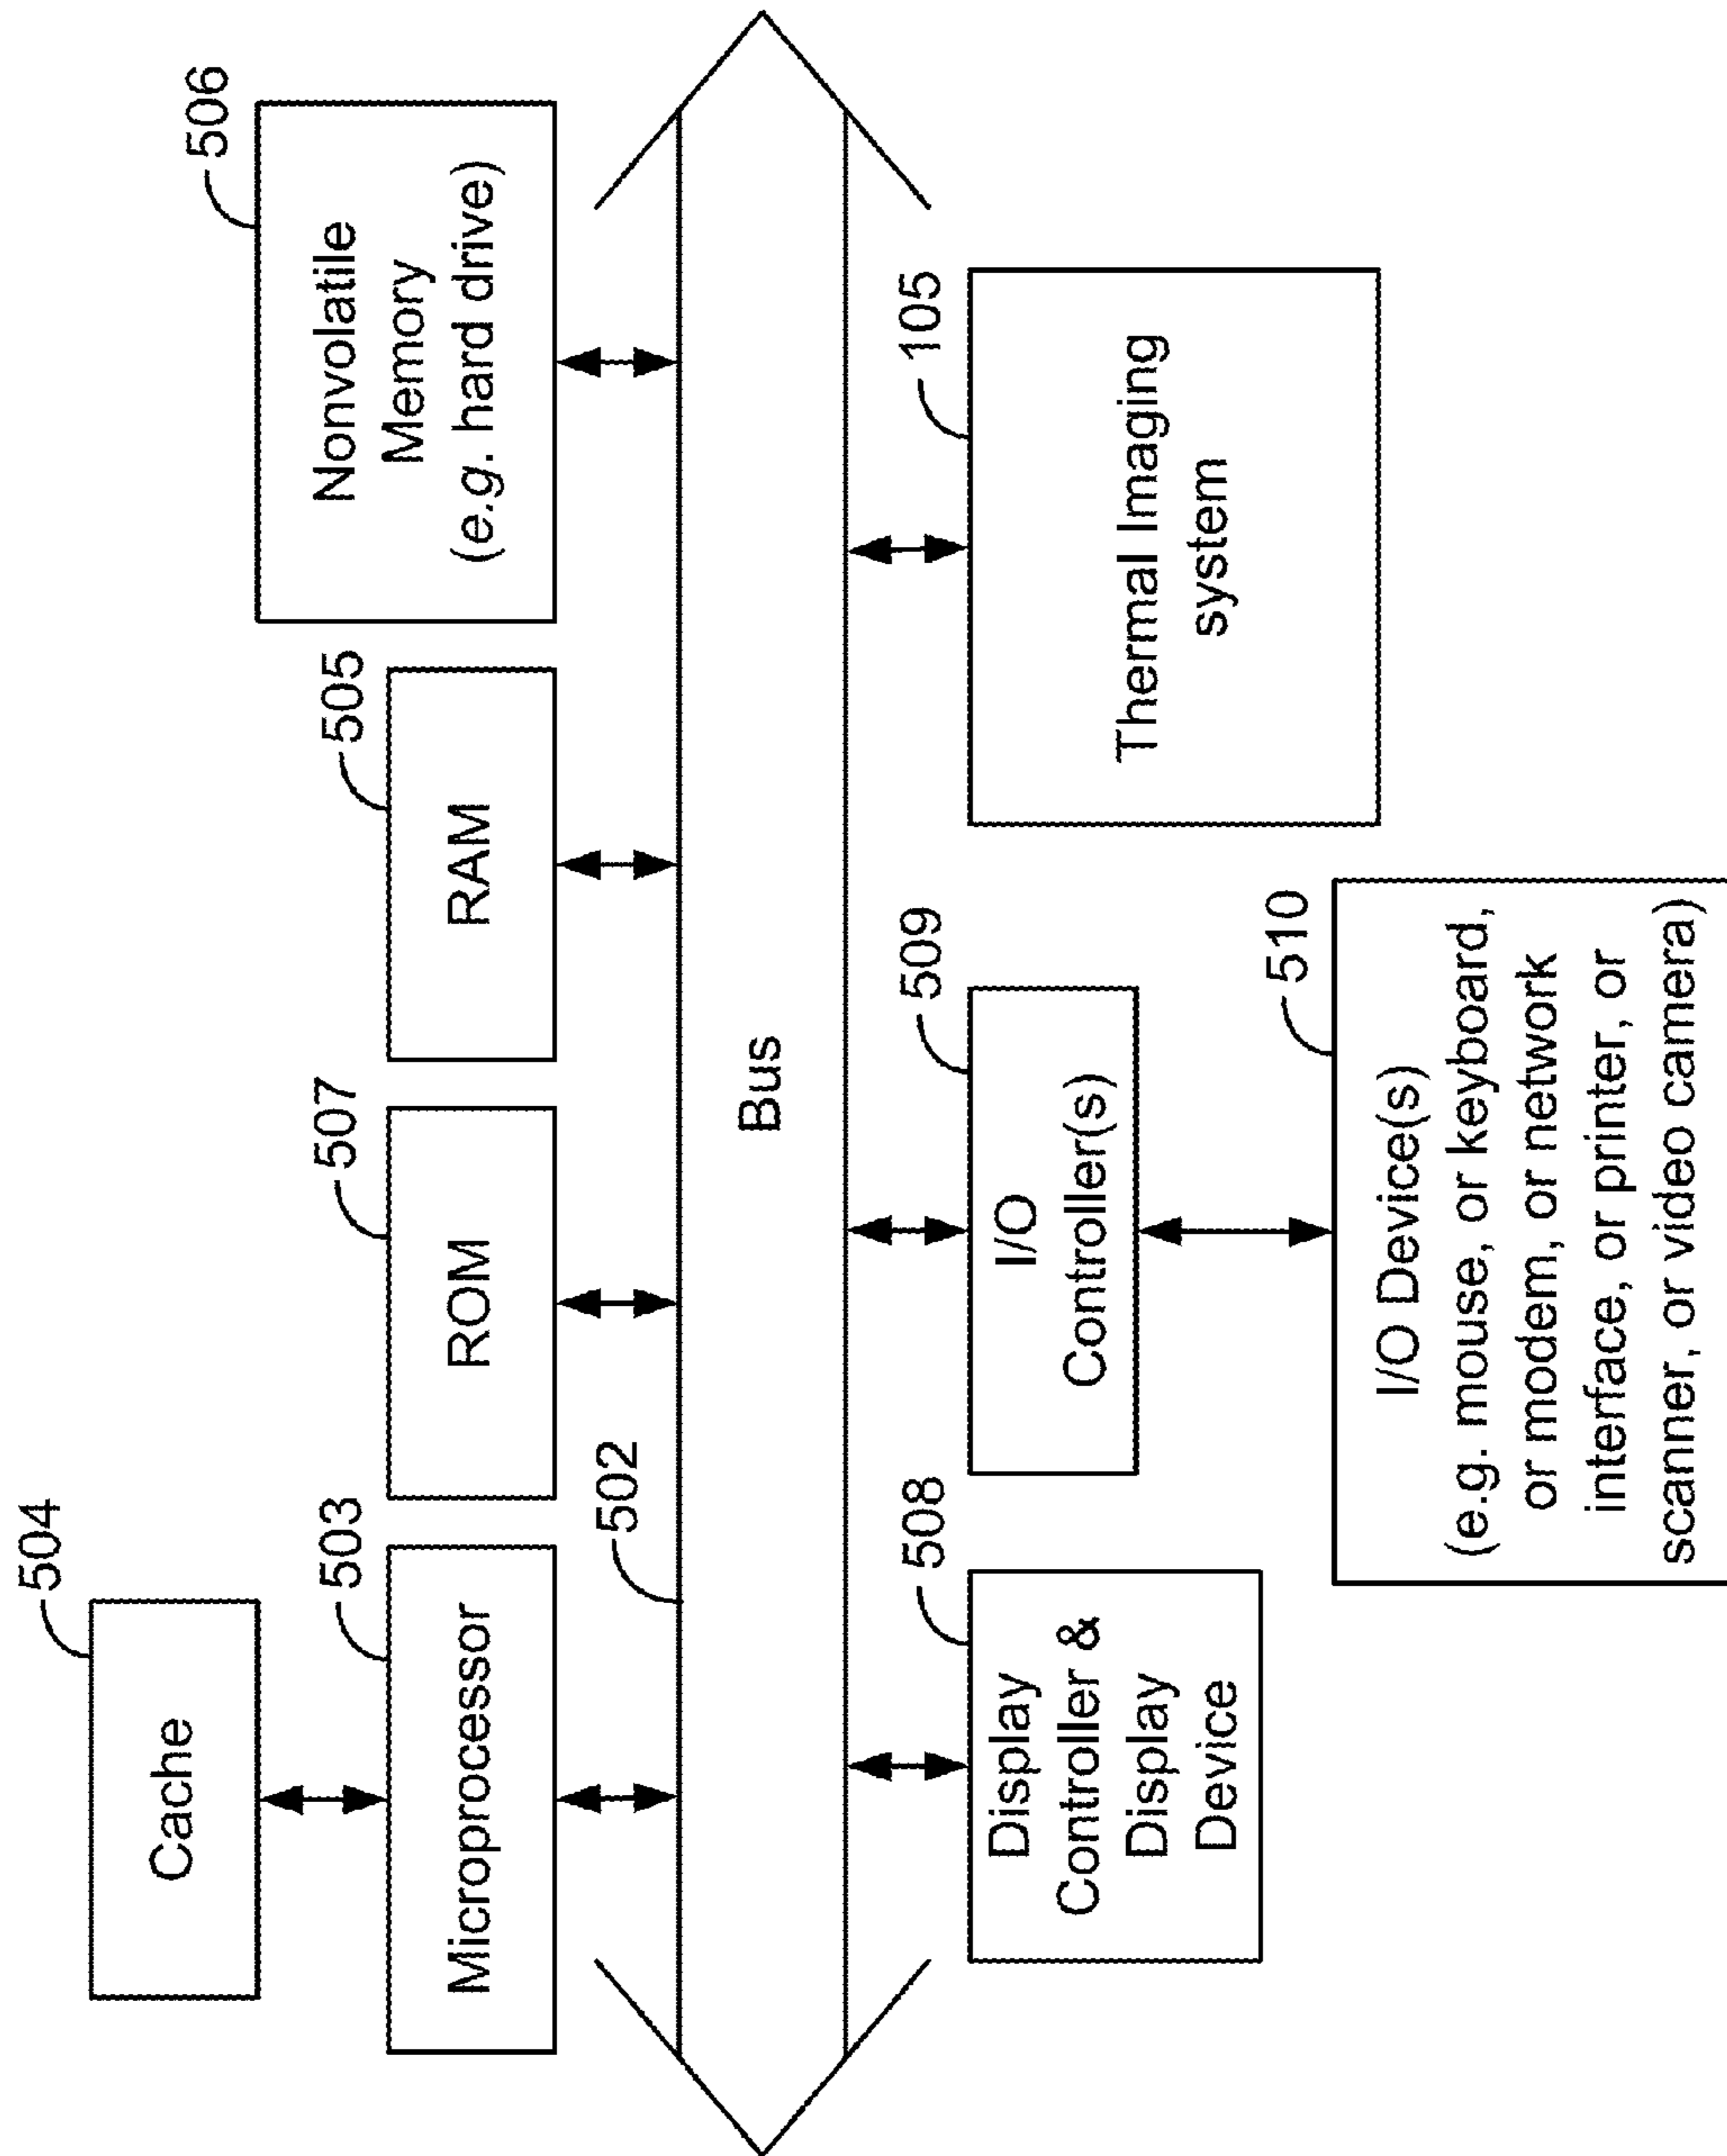 504
Cache
503
Microprocessor
507
ROM
505
RAM
506
Nonvolatile
Memory
(e.g. hard drive)
502
Bus
508
Display
Controller &
Display
Device
509
I/O
Controller(s)
105
Thermal Imaging
system
510
I/O Device(s)
(e.g. mouse, or keyboard,
or modem, or network
interface, or printer, or
scanner, or video camera)